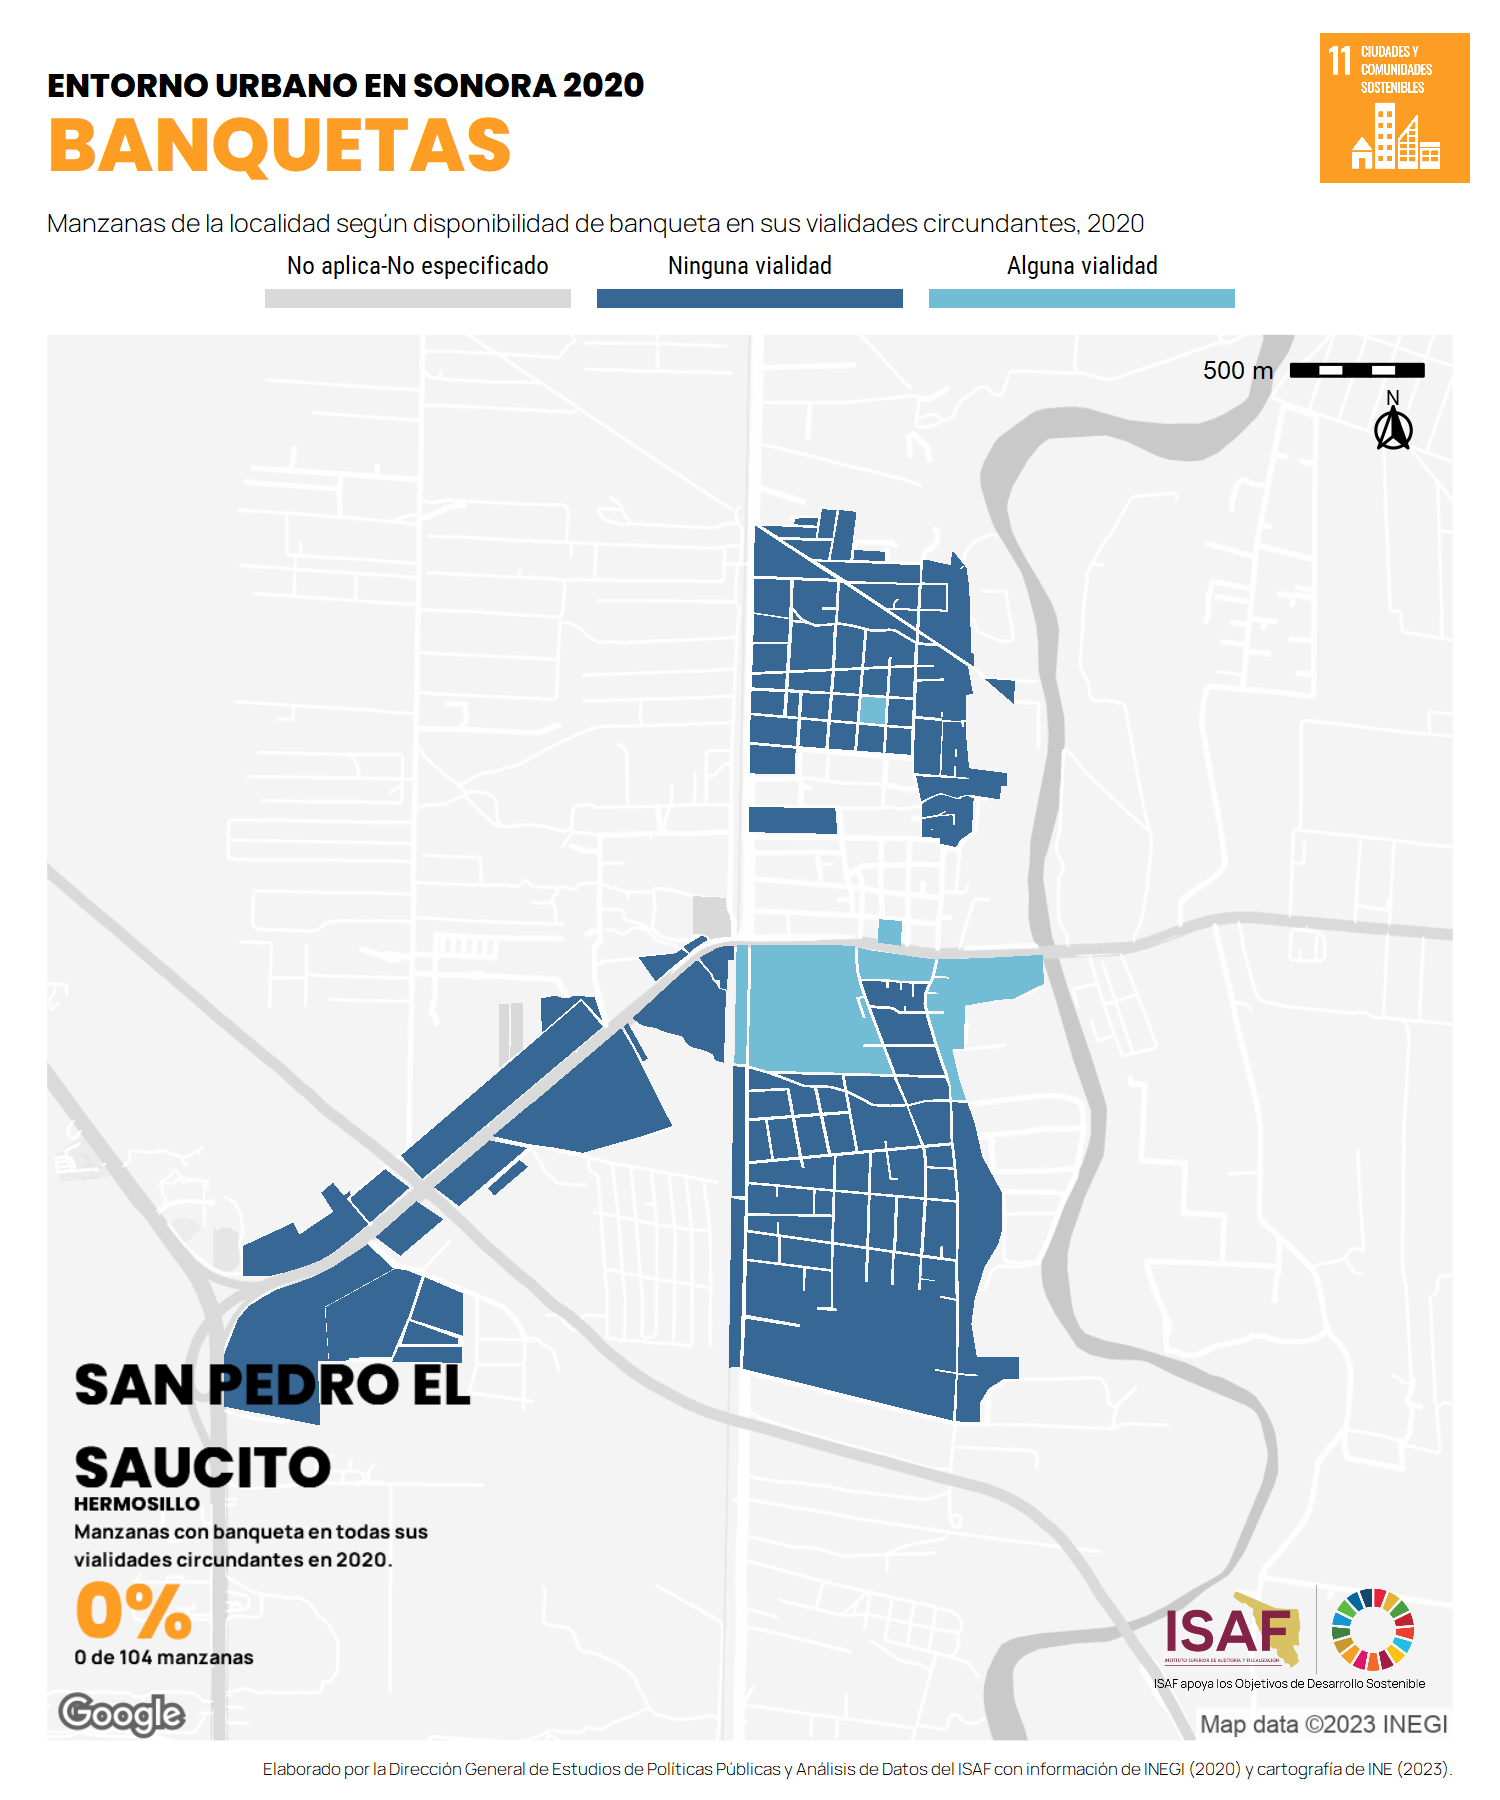 ENTORNO URBANO EN SONORA 2020
BANQUETAS
11 CIUDADES Y
COMUNIDADES
SOSTENIBLES
Manzanas de la localidad según disponibilidad de banqueta en sus vialidades circundantes, 2020
No aplica-No especificado
Ninguna vialidad
Alguna vialidad
500 m
N
SAN PEDRO EL
SAUCITO
HERMOSILLO
Manzanas con banqueta en todas sus
vialidades circundantes en 2020.
0%
0 de 104 manzanas
ISAF
INSTITUTO SUPERIOR DE AUDITORÍA Y FISCALIZACIÓN
ISAF apoya los Objetivos de Desarrollo Sostenible
Google
Map data ©2023 INEGI
Elaborado por la Dirección General de Estudios de Políticas Públicas y Análisis de Datos del ISAF con información de INEGI (2020) y cartografía de INE (2023).